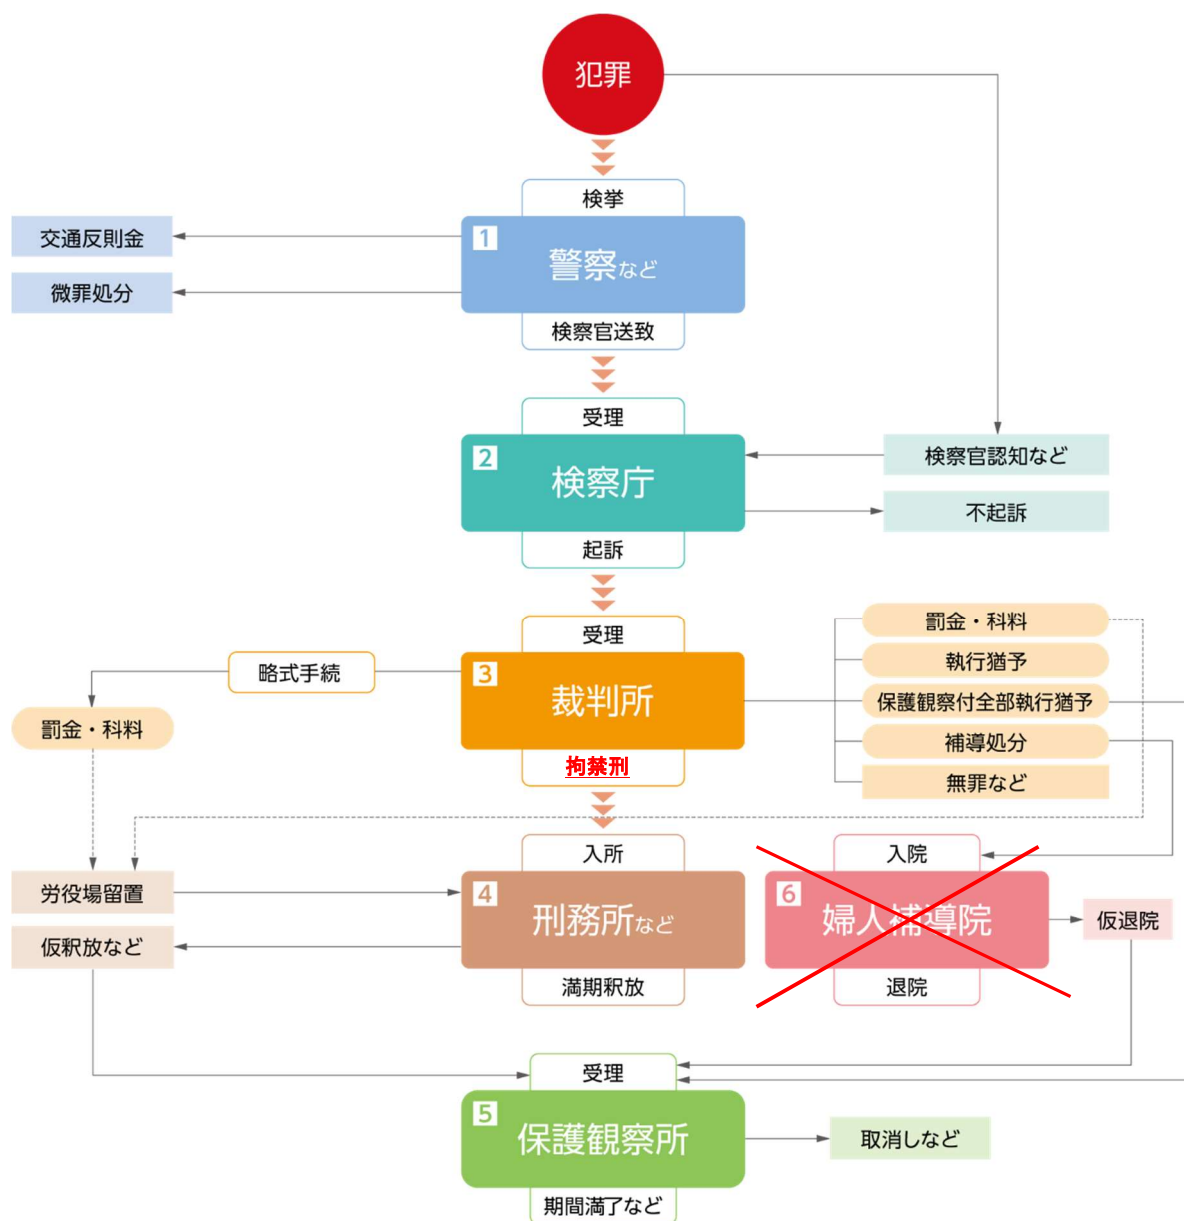 犯罪
検挙
1
警察など
交通反則金
微罪処分
検察官送致
受理
2
検察庁
検察官認知など
不起訴
起訴
受理
3
裁判所
略式手続
罰金・科料
罰金・科料
執行猶予
保護観察付全部執行猶予
補導処分
無罪など
拘禁刑
入所
4
刑務所など
労役場留置
仮釈放など
満期釈放
入院
6
婦人補導院
仮退院
退院
受理
5
保護観察所
取消しなど
期間満了など